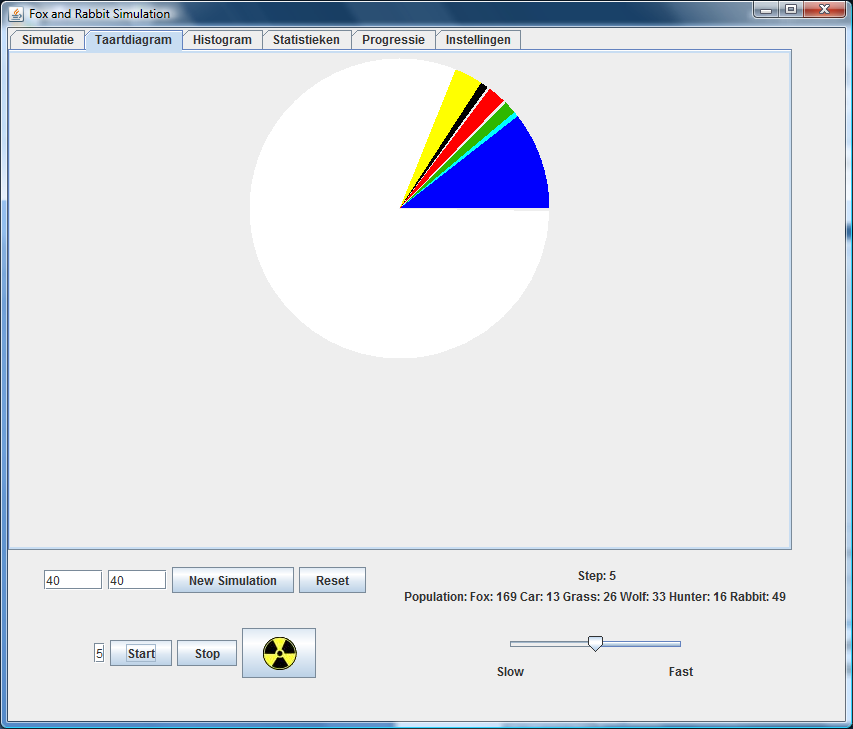 Fox and Rabbit Simulation
Simulatie Taartdiagram Histogram Statistieken Progressie Instellingen
40 40 New Simulation Reset
Step: 5
Population: Fox: 169 Car: 13 Grass: 26 Wolf: 33 Hunter: 16 Rabbit: 49
5 Start Stop
Slow Fast